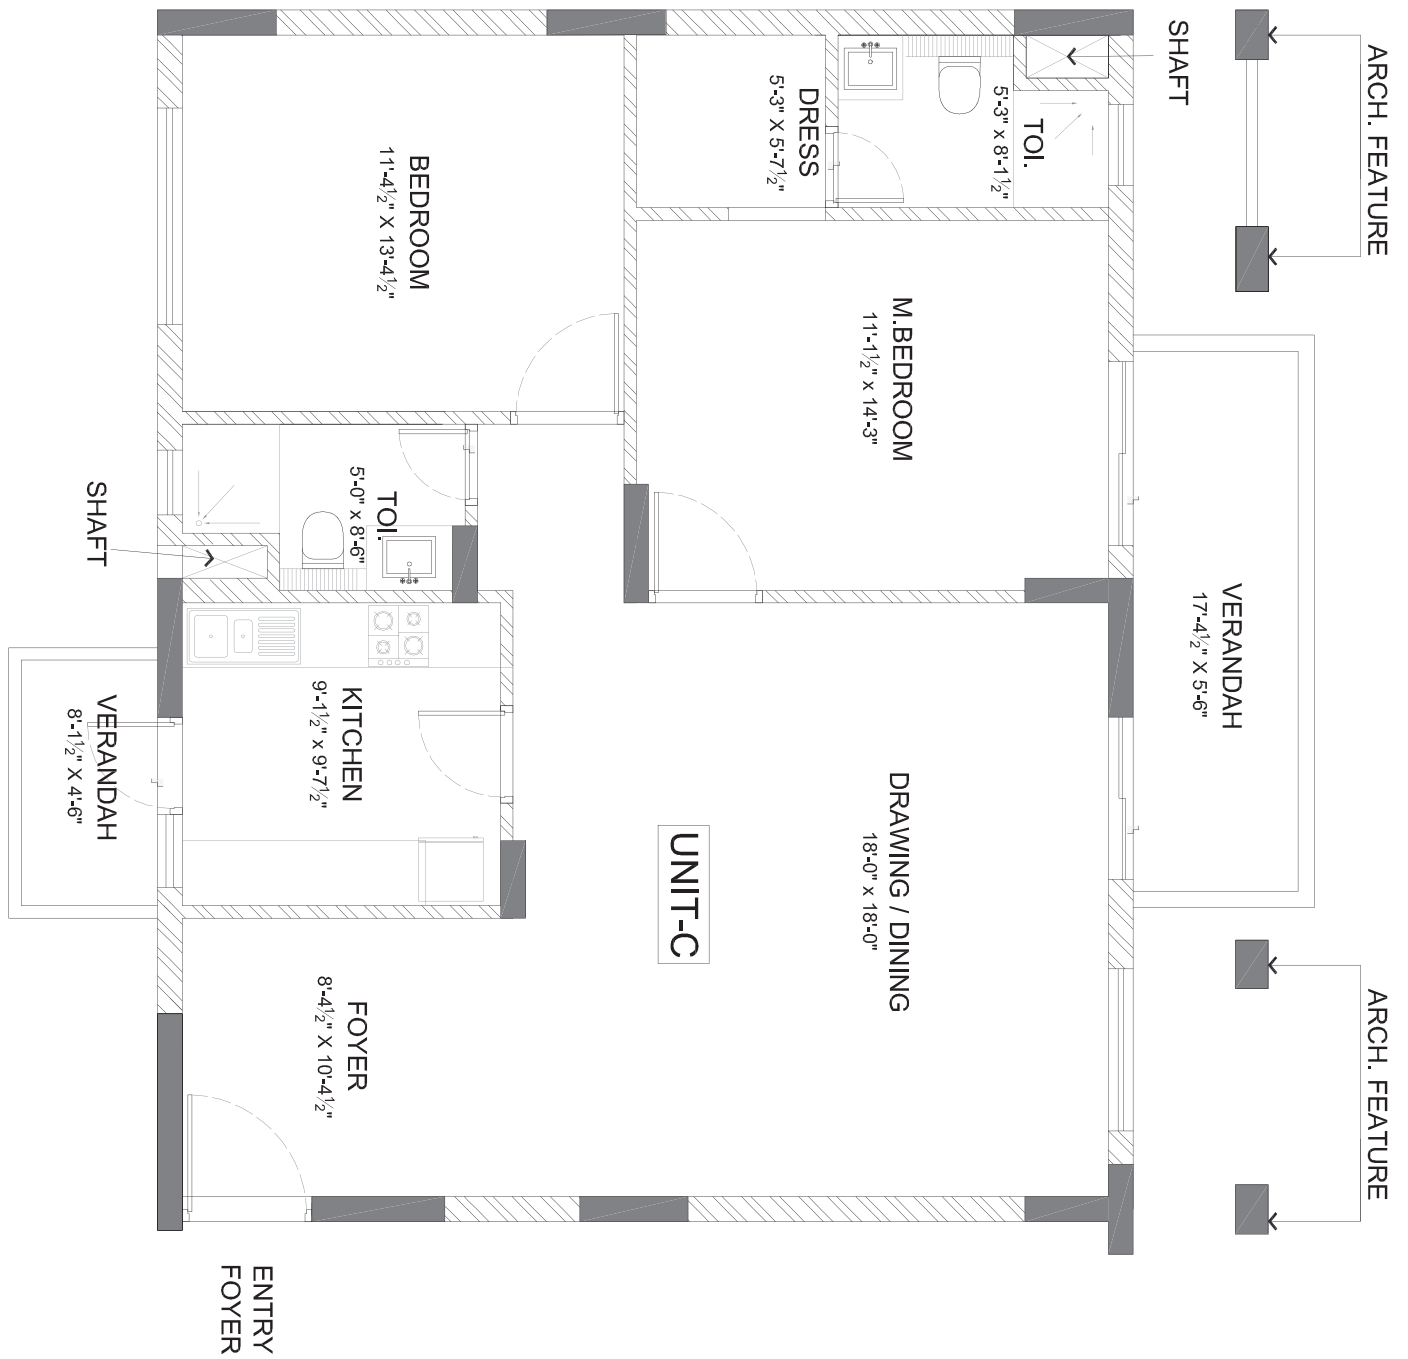 ARCH. FEATURE
ARCH. FEATURE
SHAFT
VERANDAH
17'-4½" X 5'-6"
TOI.
5'-3" x 8'-1½"
M.BEDROOM
11'-1½" x 14'-3"
DRAWING / DINING
18'-0" x 18'-0"
DRESS
5'-3" X 5'-7½"
UNIT-C
BEDROOM
11'-4½" X 13'-4½"
TOI.
5'-0" x 8'-6"
KITCHEN
9'-1½" x 9'-7½"
FOYER
8'-4½" X 10'-4½"
ENTRY
FOYER
SHAFT
VERANDAH
8'-1½" X 4'-6"